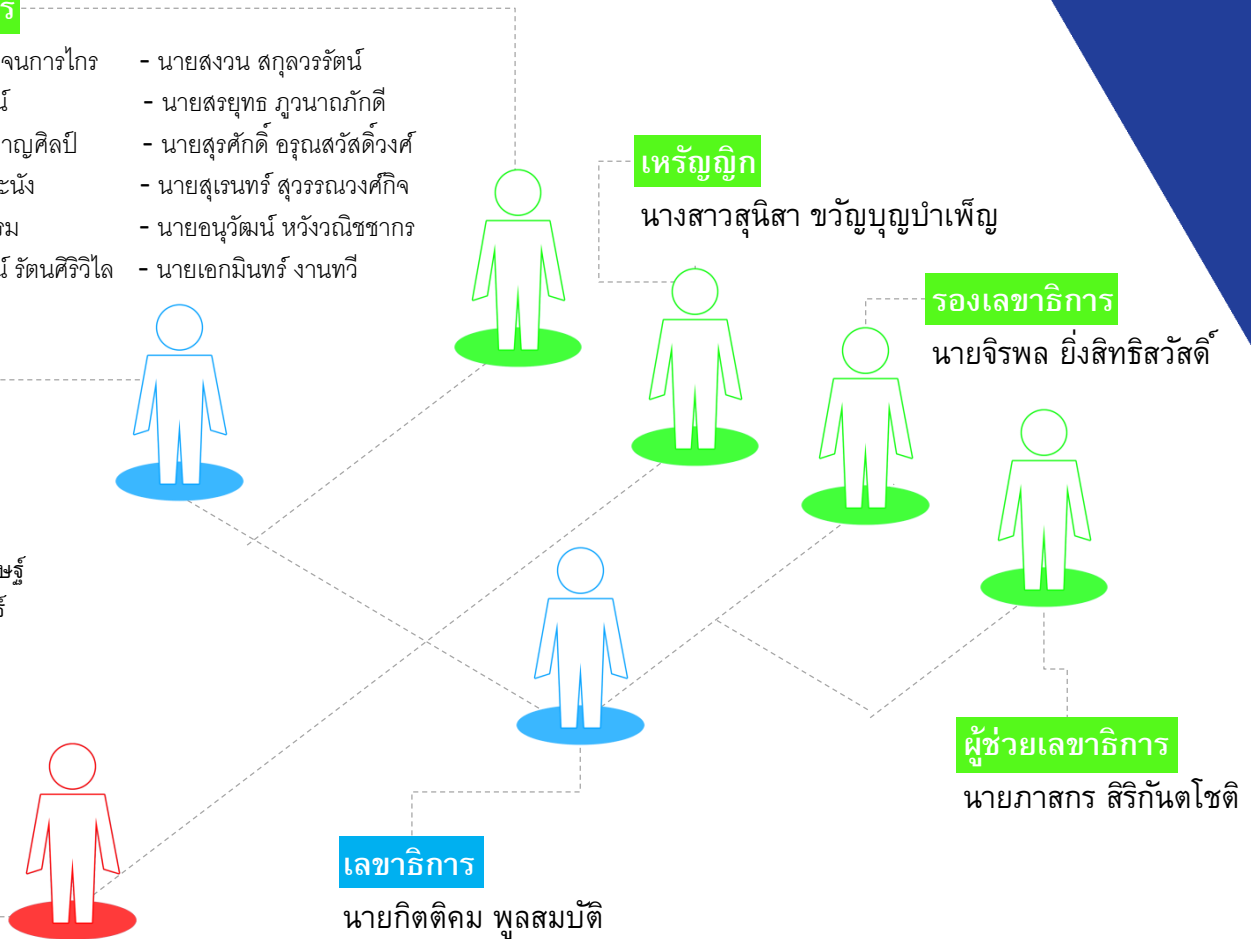 ร
จนการไกร - นายสงวน สกุลวรรัตน์
น์ - นายสรยุทธ ภูวนาถภักดี
าญศิลป์ - นายสุรศักดิ์ อรุณสวัสดิ์วงศ์
ะนัง - นายสุเรนทร์ สุวรรณวงศ์กิจ
รม - นายอนุวัฒน์ หวังวณิชชากร
น์ รัตนศิริวิไล - นายเอกมินทร์ งานทวี
เหรัญญิก
นางสาวสุนิสา ขวัญบุญบำเพ็ญ
รองเลขาธิการ
นายจิรพล ยิ่งสิทธิสวัสดิ์
ษฐ์
ธ์
ผู้ช่วยเลขาธิการ
นายภาสกร สิริกันตโชติ
เลขาธิการ
นายกิตติคม พูลสมบัติ